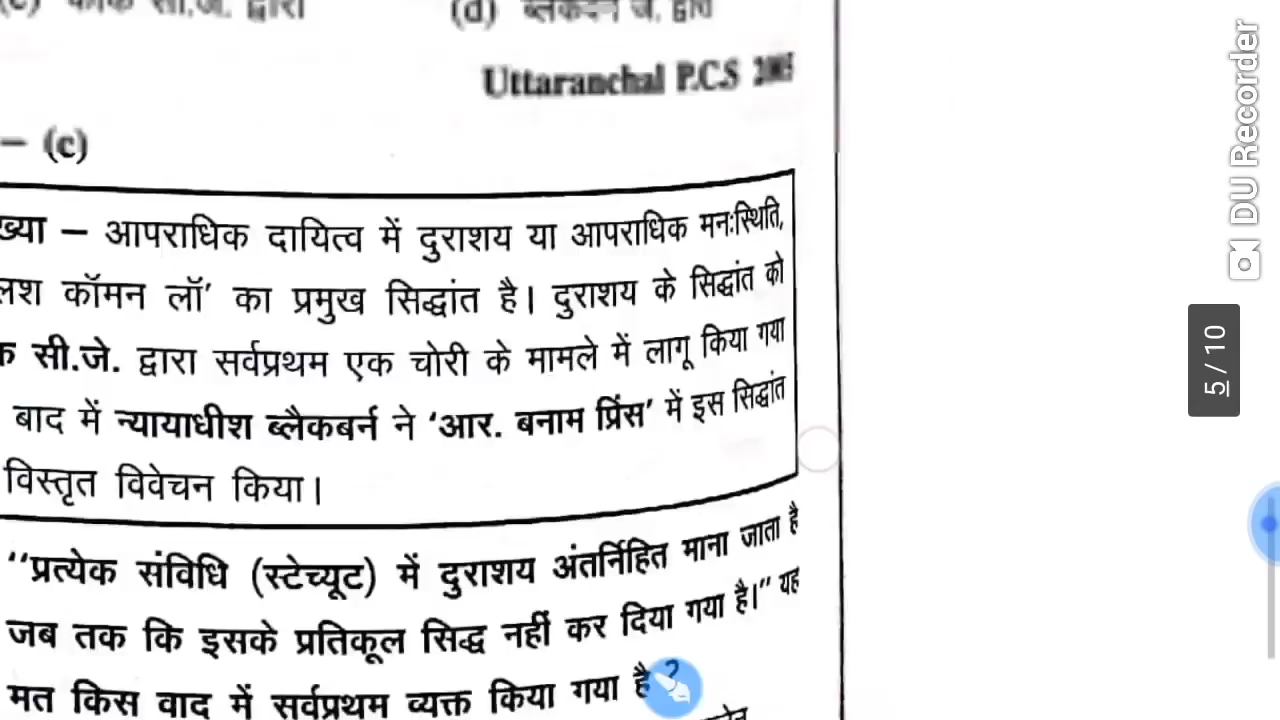 सी.जे. द्वारा
(d) जे. द्वारा
Uttaranchal P.C.S 2005
– (c)
ख्या – आपराधिक दायित्व में दुराशय या आपराधिक मनःस्थिति,
लश कॉमन लॉ’ का प्रमुख सिद्धांत है। दुराशय के सिद्धांत को
क सी.जे. द्वारा सर्वप्रथम एक चोरी के मामले में लागू किया गया
बाद में न्यायाधीश ब्लैकबर्न ने ‘आर. बनाम प्रिंस’ में इस सिद्धांत
विस्तृत विवेचन किया।
‘‘प्रत्येक संविधि (स्टेच्यूट) में दुराशय अंतर्निहित माना जाता है
जब तक कि इसके प्रतिकूल सिद्ध नहीं कर दिया गया है।’’ यह
मत किस वाद में सर्वप्रथम व्यक्त किया गया है?
DU Recorder
5 / 10